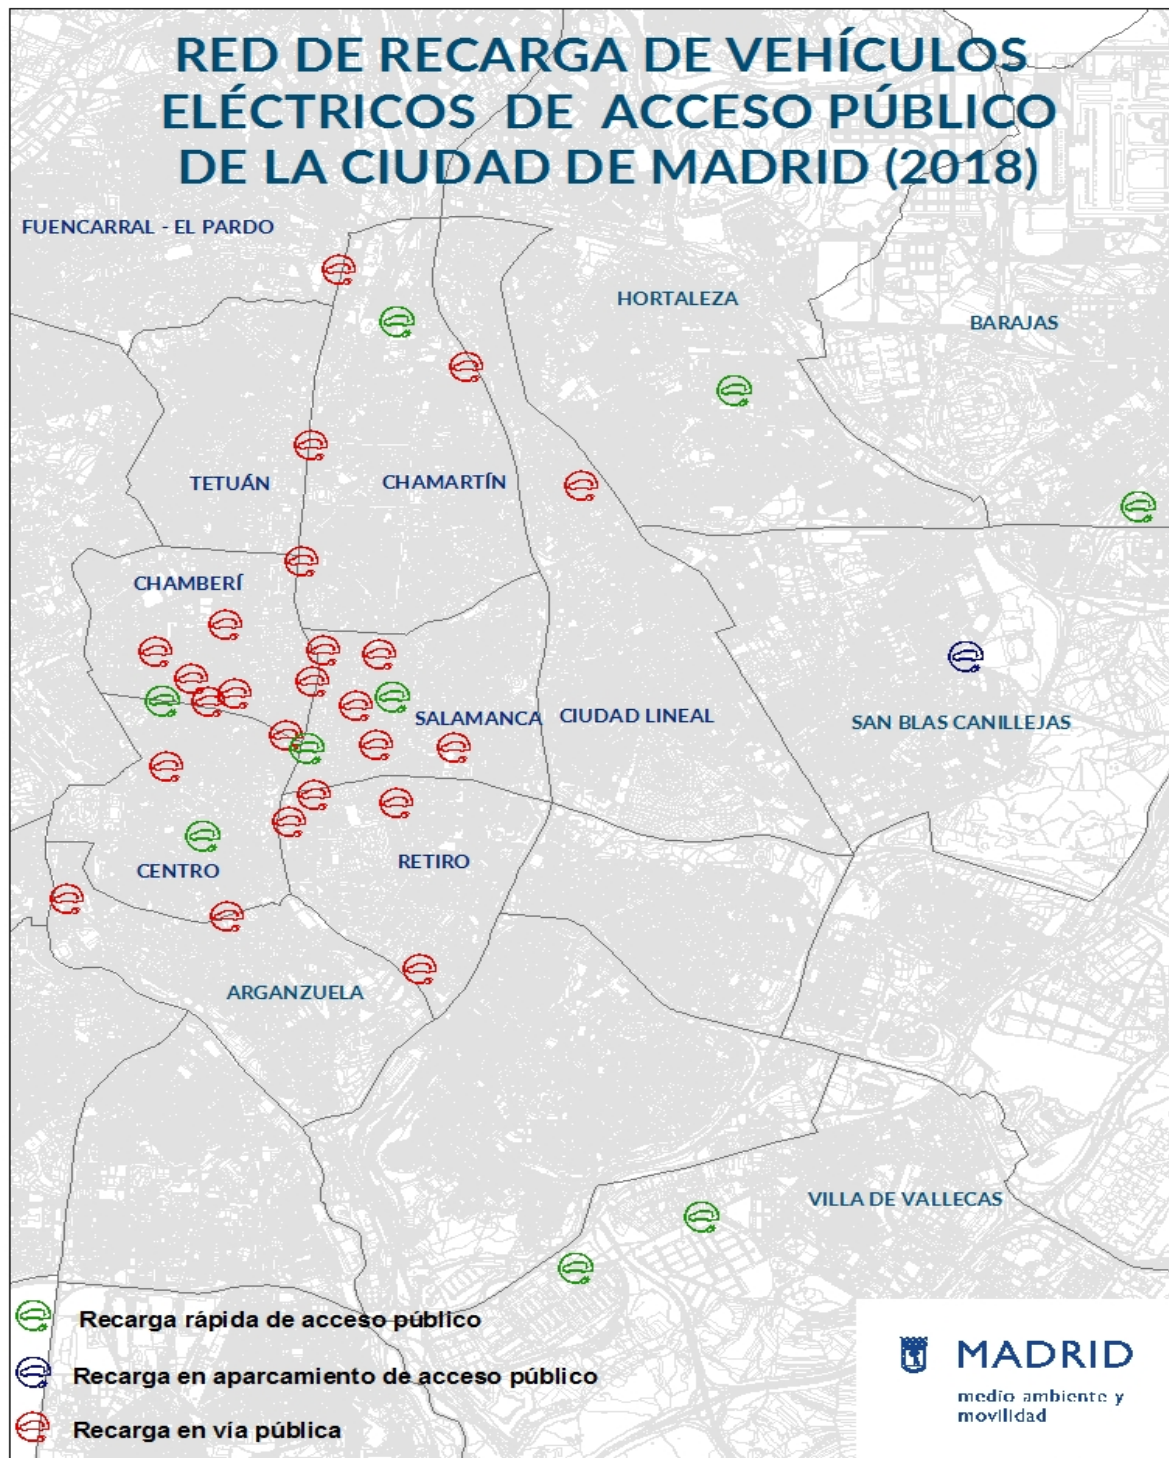 RED DE RECARGA DE VEHÍCULOS
ELÉCTRICOS DE ACCESO PÚBLICO
DE LA CIUDAD DE MADRID (2018)
FUENCARRAL - EL PARDO
HORTALEZA
BARAJAS
TETUÁN
CHAMARTÍN
CHAMBERÍ
SALAMANCA
CIUDAD LINEAL
SAN BLAS CANILLEJAS
CENTRO
RETIRO
ARGANZUELA
VILLA DE VALLECAS
Recarga rápida de acceso público
Recarga en aparcamiento de acceso público
Recarga en vía pública
MADRID
medio ambiente y
movilidad